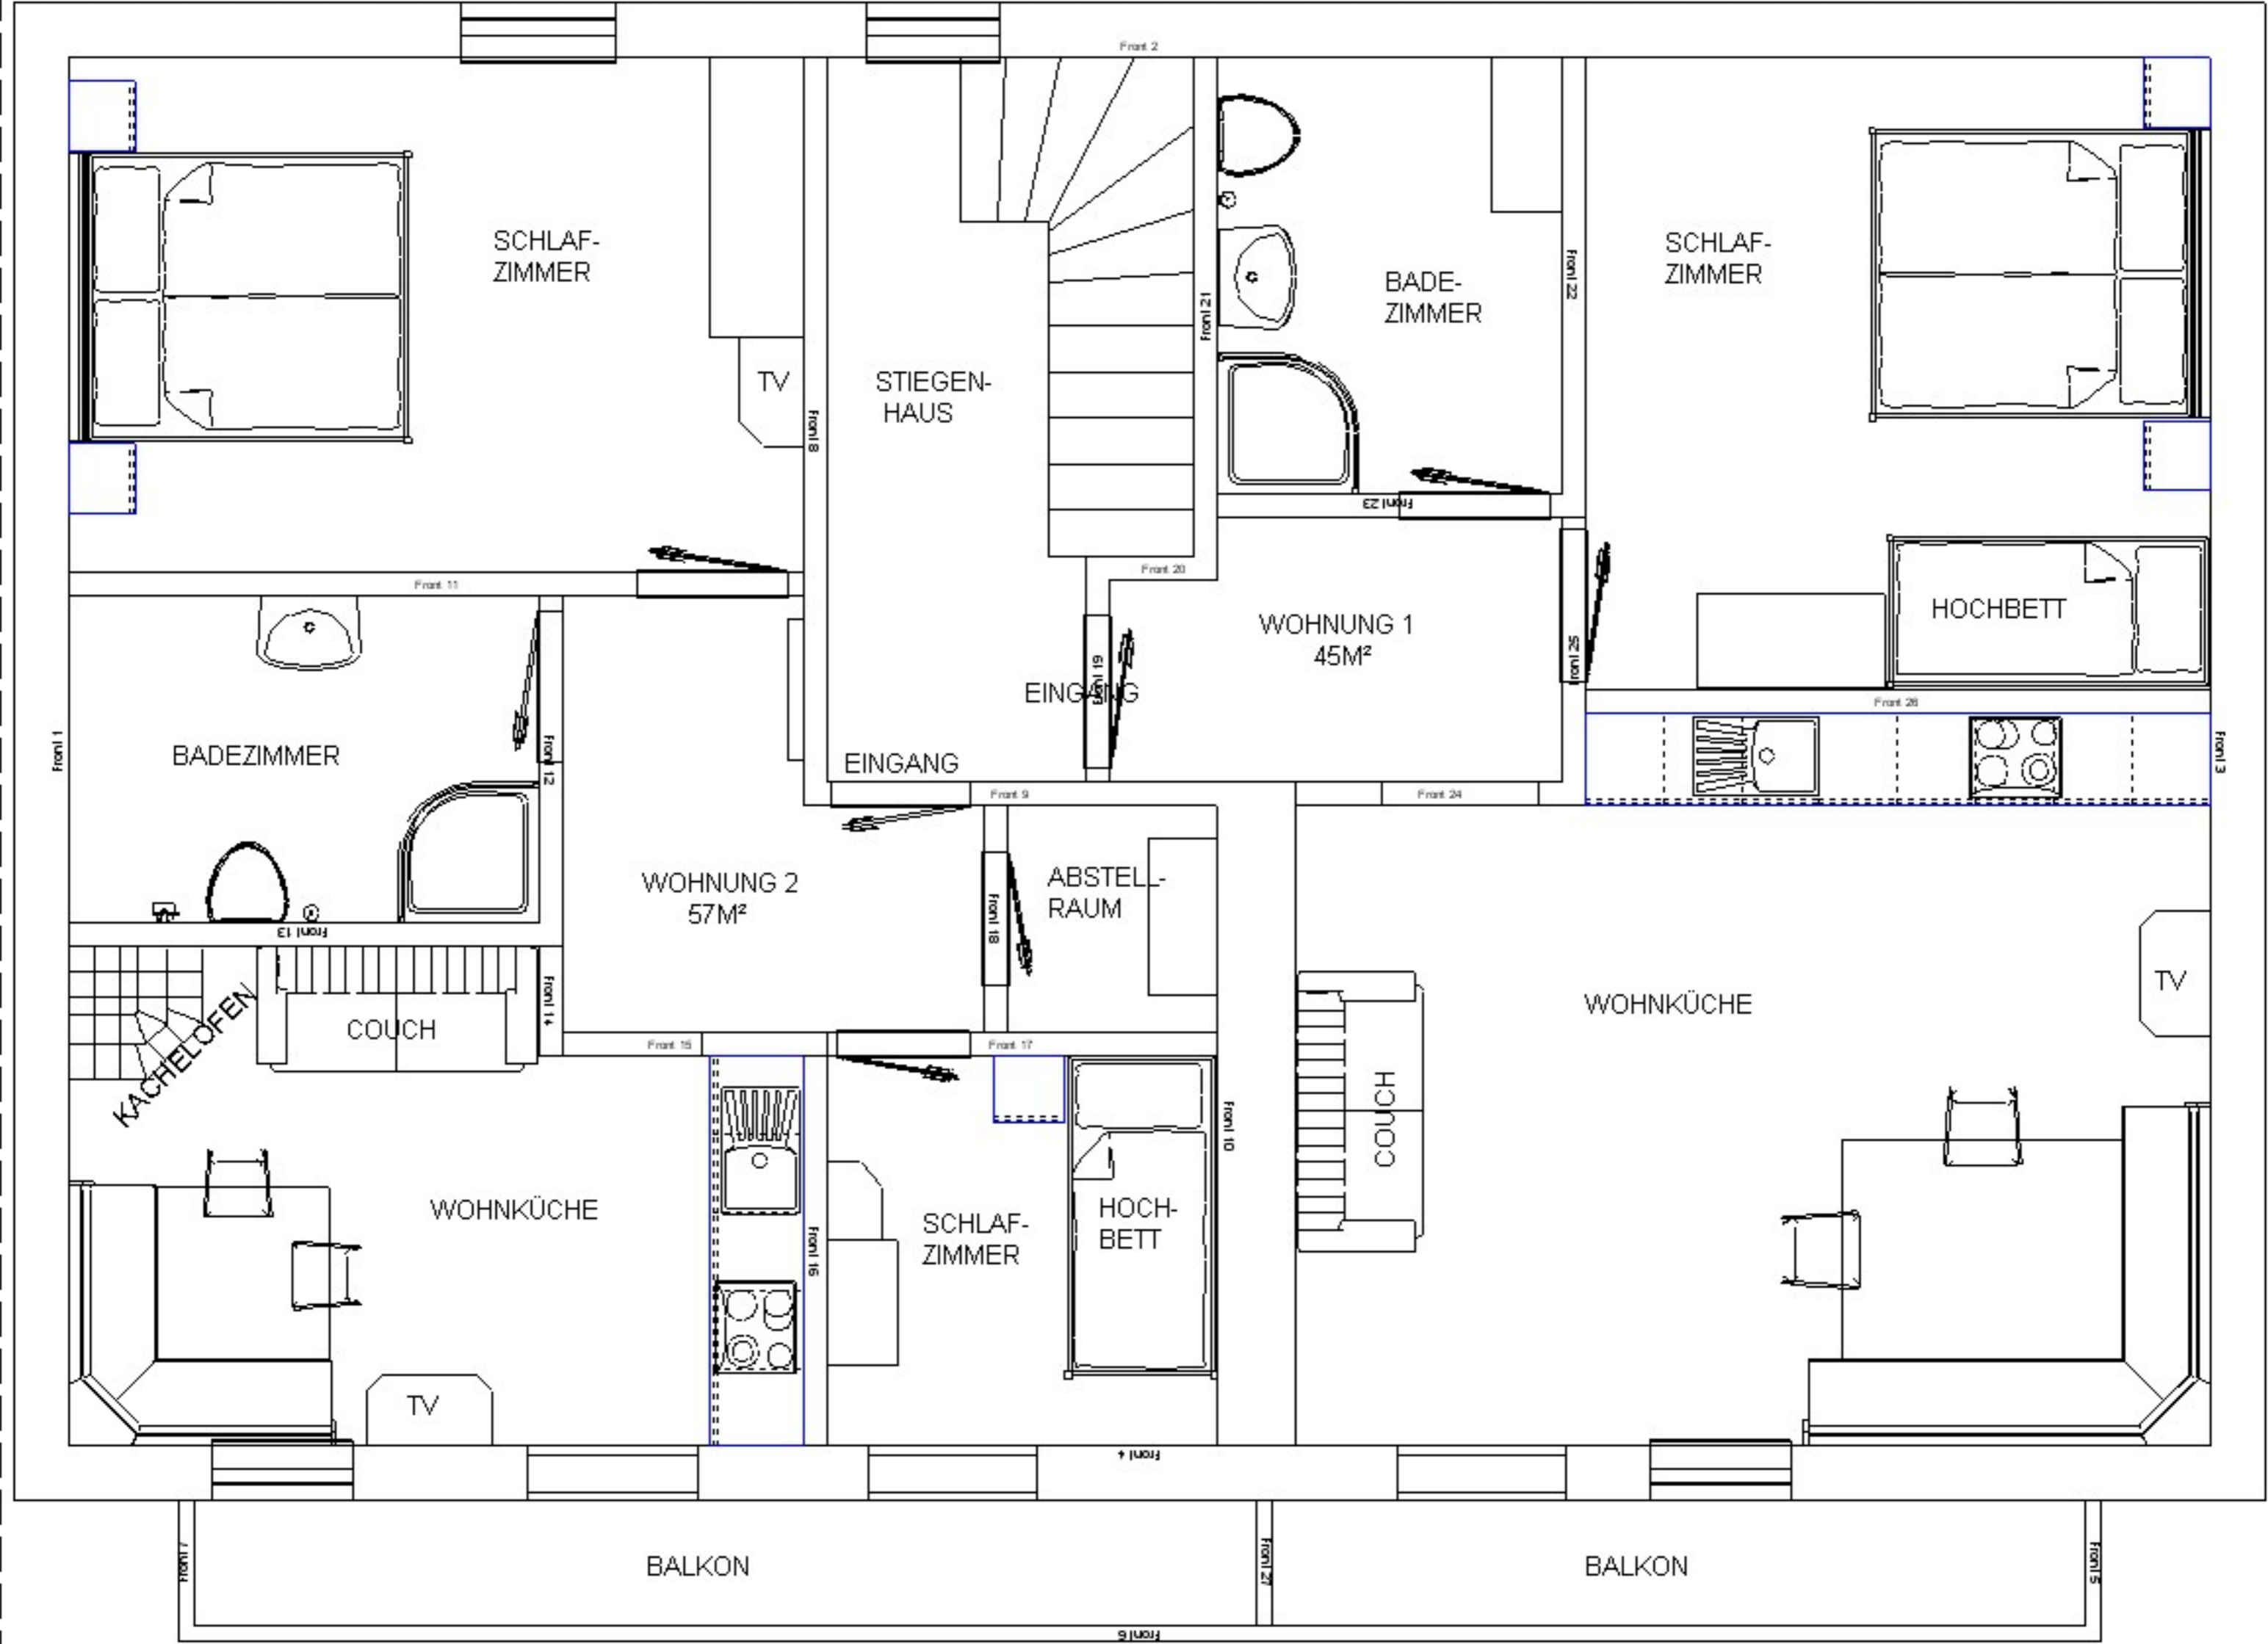 Front 2
SCHLAF-
ZIMMER
SCHLAF-
ZIMMER
BADE-
ZIMMER
Front 22
Front 21
TV
STIEGEN-
HAUS
Front 8
Front 23
Front 11
Front 20
HOCHBETT
WOHNUNG 1
45M²
Front 25
Front 19
EINGANG
Front 26
Front 1
BADEZIMMER
Front 12
EINGANG
Front 3
Front 9
Front 24
WOHNUNG 2
57M²
ABSTELL-
RAUM
Front 18
Front 13
KACHELOFEN
COUCH
Front 14
WOHNKÜCHE
TV
Front 15
Front 17
COUCH
Front 10
WOHNKÜCHE
SCHLAF-
ZIMMER
HOCH-
BETT
Front 16
TV
Front 4
BALKON
BALKON
Front 7
Front 27
Front 5
Front 6